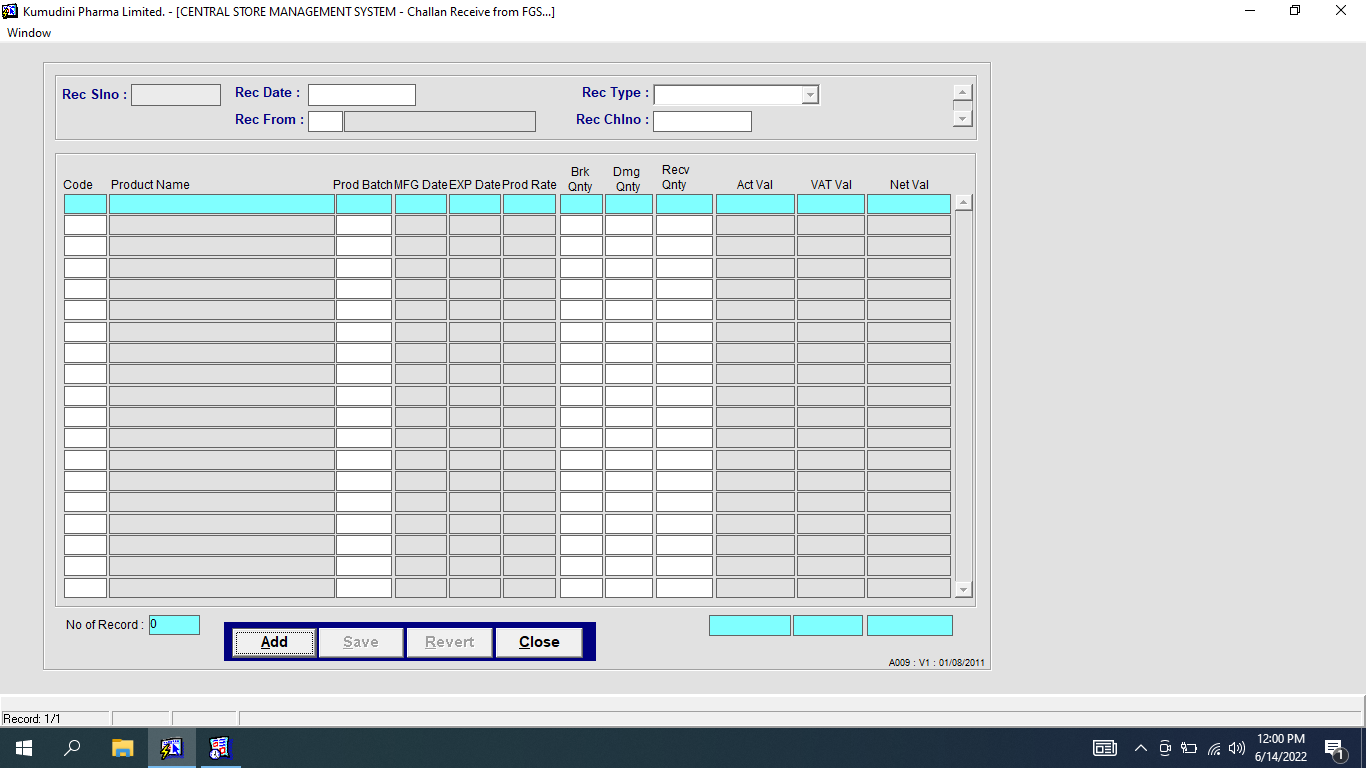 Kumudini Pharma Limited. - [CENTRAL STORE MANAGEMENT SYSTEM - Challan Receive from FGS...]
Window
Rec Slno :
Rec Date :
Rec Type :
Rec From :
Rec Chlno :
Code Product Name Prod Batch MFG Date EXP Date Prod Rate Brk Qnty Dmg Qnty Recv Qnty Act Val VAT Val Net Val
No of Record : 0
Add Save Revert Close
A009 : V1 : 01/08/2011
Record: 1/1
12:00 PM
6/14/2022
1